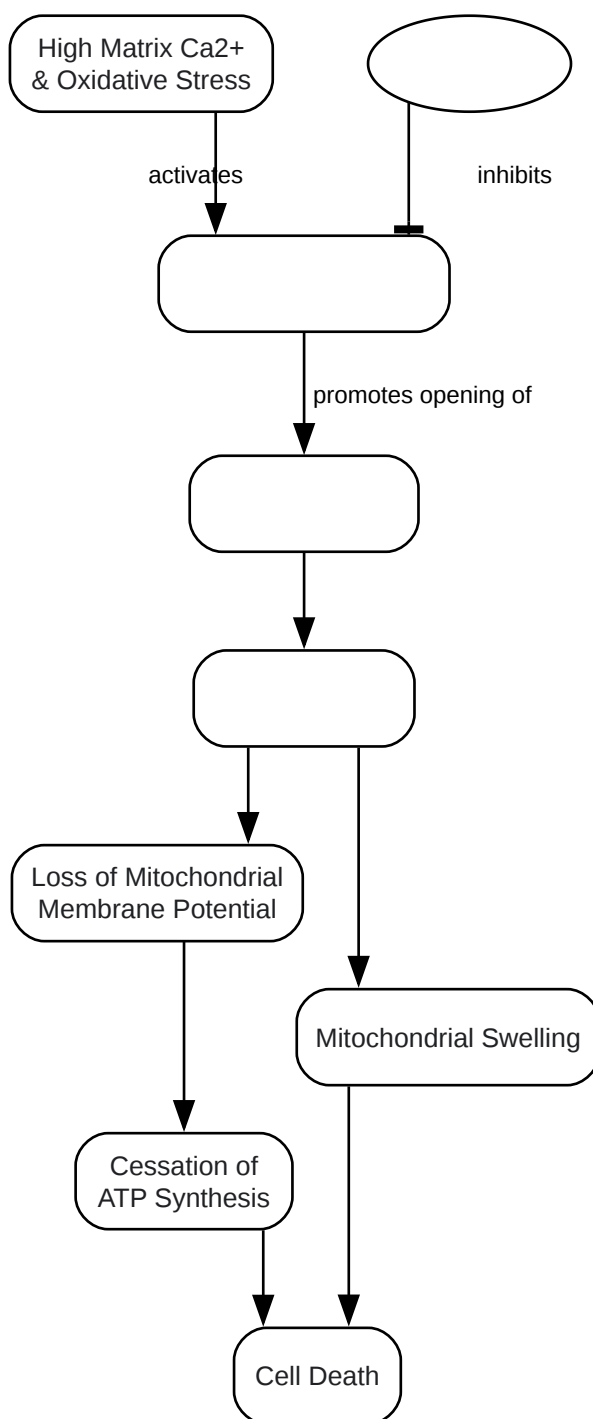 High Matrix Ca2+
& Oxidative Stress
activates
inhibits
promotes opening of
Loss of Mitochondrial
Membrane Potential
Mitochondrial Swelling
Cessation of
ATP Synthesis
Cell Death